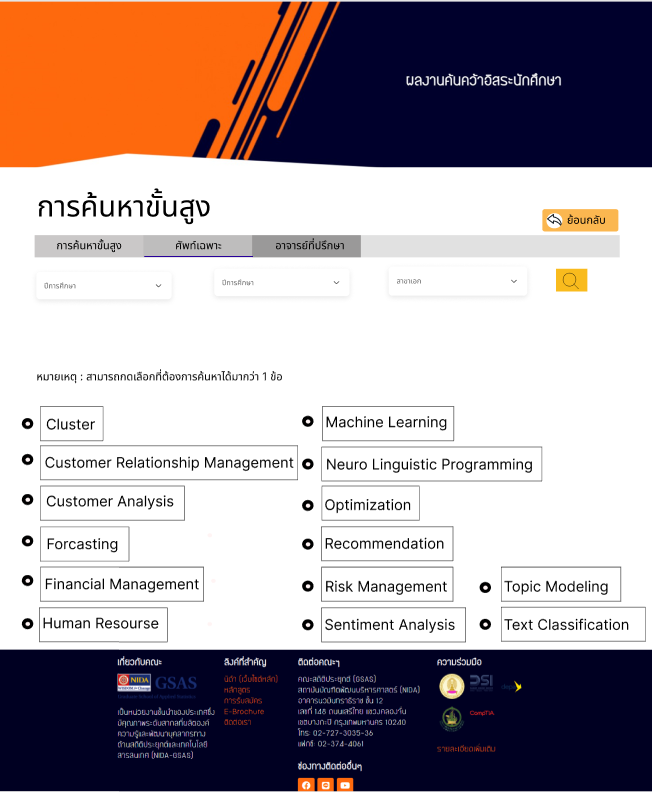 ผลงานค้นคว้าอิสระนักศึกษา
การค้นหาขั้นสูง
ย้อนกลับ
การค้นหาขั้นสูง
ศัพท์เฉพาะ
อาจารย์ที่ปรึกษา
ปีการศึกษา
ปีการศึกษา
สาขาเอก
หมายเหตุ : สามารถกดเลือกที่ต้องการค้นหาได้มากว่า 1 ข้อ
Cluster
Customer Relationship Management
Customer Analysis
Forcasting
Financial Management
Human Resourse
Machine Learning
Neuro Linguistic Programming
Optimization
Recommendation
Risk Management
Sentiment Analysis
Topic Modeling
Text Classification
เกี่ยวกับคณะ
NIDA
WISDOM for Change
GSAS
เป็นหน่วยงานชั้นนำของประเทศซึ่ง
มีคุณภาพระดับสากลที่ผลิตองค์
ความรู้และพัฒนาบุคลากรทาง
ด้านสถิติประยุกต์และเทคโนโลยี
สารสนเทศ (NIDA-GSAS)
ลิงค์ที่สำคัญ
นิด้า (เว็บไซต์หลัก)
หลักสูตร
การรับสมัคร
E-Brochure
ติดต่อเรา
ติดต่อคณะฯ
คณะสถิติประยุกต์ (GSAS)
สถาบันบัณฑิตพัฒนบริหารศาสตร์ (NIDA)
อาคารนวมินทราธิราช ชั้น 12
เลขที่ 148 ถนนเสรีไทย แขวงคลองจั่น
เขตบางกะปิ กรุงเทพมหานคร 10240
โทร: 02-727-3035-36
แฟกซ์: 02-374-4061
ช่องทางติดต่ออื่นๆ
ความร่วมมือ
DSI
CompTIA
รายละเอียดเพิ่มเติม